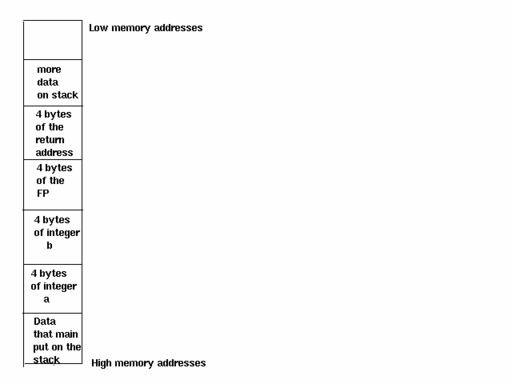 Low memory addresses
more
data
on stack
4 bytes
of the
return
address
4 bytes
of the
FP
4 bytes
of integer
b
4 bytes
of integer
a
Data
that main
put on the
stack
High memory addresses